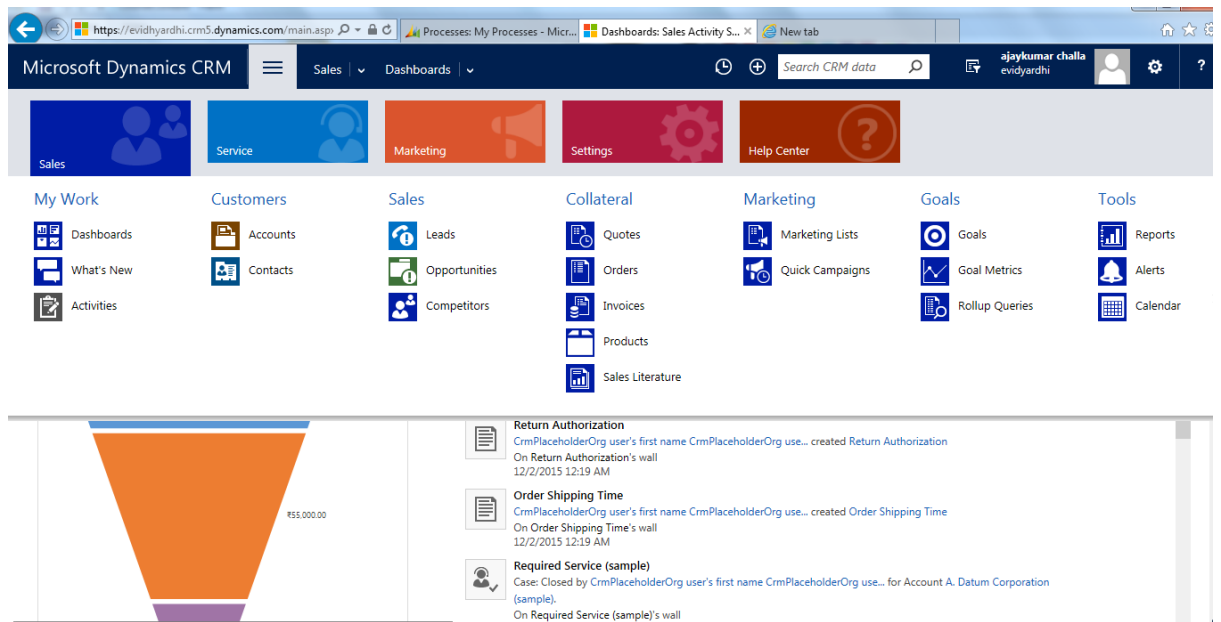 https://evidhyardhi.crm5.dynamics.com/main.asp
Processes: My Processes - Micr...
Dashboards: Sales Activity S...
New tab
Microsoft Dynamics CRM
Sales
Dashboards
Search CRM data
ajaykumar challa
evidyardhi
?
Sales
Service
Marketing
Settings
Help Center
?
My Work
Dashboards
What's New
Activities
Customers
Accounts
Contacts
Sales
Leads
Opportunities
Competitors
Collateral
Quotes
Orders
Invoices
Products
Sales Literature
Marketing
Marketing Lists
Quick Campaigns
Goals
Goals
Goal Metrics
Rollup Queries
Tools
Reports
Alerts
Calendar
₹55,000.00
Return Authorization
CrmPlaceholderOrg user's first name CrmPlaceholderOrg use... created Return Authorization
On Return Authorization's wall
12/2/2015 12:19 AM
Order Shipping Time
CrmPlaceholderOrg user's first name CrmPlaceholderOrg use... created Order Shipping Time
On Order Shipping Time's wall
12/2/2015 12:19 AM
Required Service (sample)
Case: Closed by CrmPlaceholderOrg user's first name CrmPlaceholderOrg use... for Account A. Datum Corporation
(sample).
On Required Service (sample)'s wall